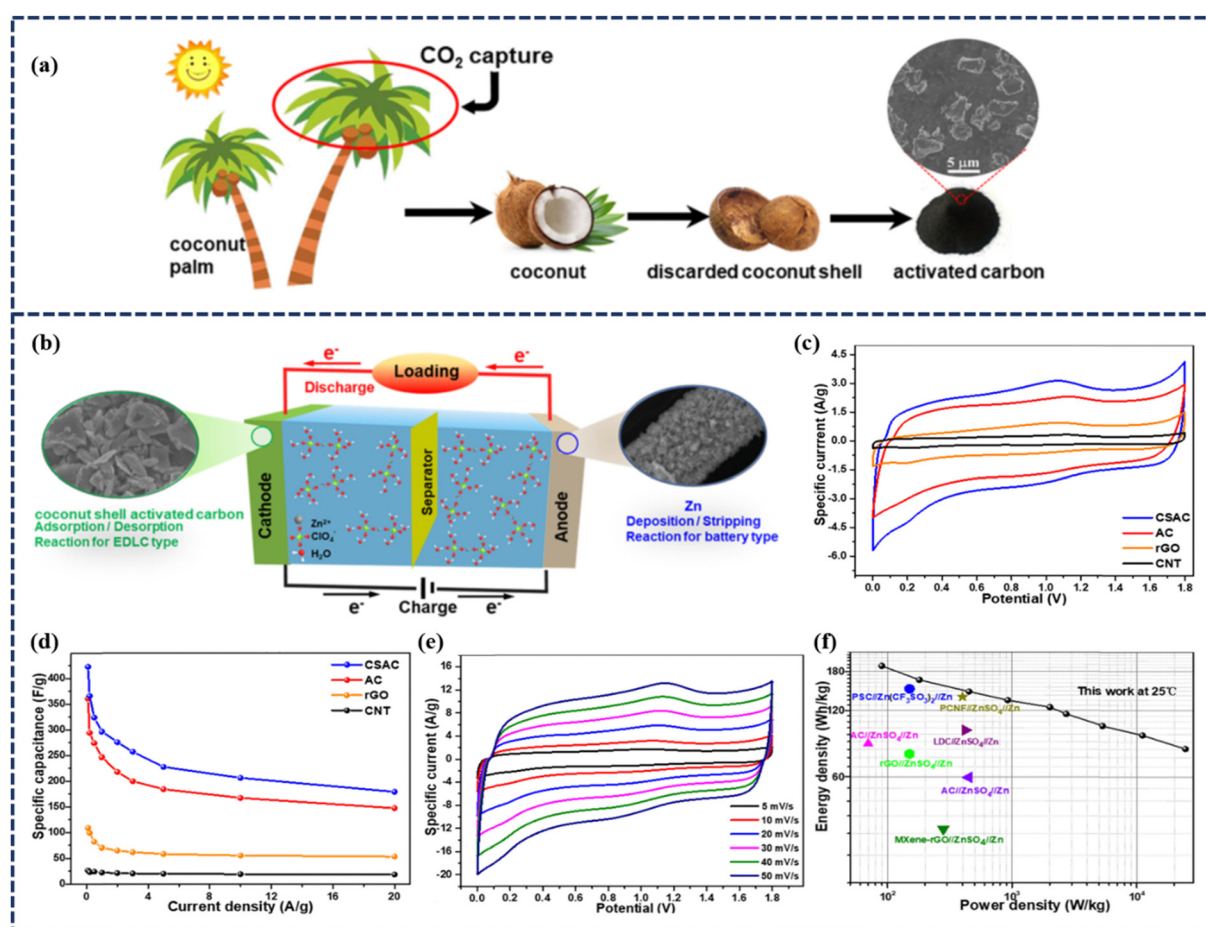 (a)
CO₂ capture
5 μm
coconut
palm
coconut
discarded coconut shell
activated carbon
(b)
e⁻
Loading
e⁻
Discharge
Cathode
Separator
Anode
Zn²⁺
ClO₄⁻
H₂O
coconut shell activated carbon
Adsorption / Desorption
Reaction for EDLC type
Zn
Deposition / Stripping
Reaction for battery type
e⁻
Charge
e⁻
(c)
Specific current (A/g)
4.5
3.0
1.5
0.0
-1.5
-3.0
-4.5
-6.0
CSAC
AC
rGO
CNT
0.0 0.2 0.4 0.6 0.8 1.0 1.2 1.4 1.6 1.8
Potential (V)
(d)
Specific capacitance (F/g)
400
350
300
250
200
150
100
50
0
CSAC
AC
rGO
CNT
0 4 8 12 16 20
Current density (A/g)
(e)
Specific current (A/g)
16
12
8
4
0
-4
-8
-12
-16
-20
5 mV/s
10 mV/s
20 mV/s
30 mV/s
40 mV/s
50 mV/s
0.0 0.2 0.4 0.6 0.8 1.0 1.2 1.4 1.6 1.8
Potential (V)
(f)
Energy density (Wh/kg)
180
120
60
This work at 25℃
PSC//Zn(CF₃SO₃)₂//Zn
PCNF//ZnSO₄//Zn
AC//ZnSO₄//Zn
LDC//ZnSO₄//Zn
rGO//ZnSO₄//Zn
AC//ZnSO₄//Zn
MXene-rGO//ZnSO₄//Zn
10² 10³ 10⁴
Power density (W/kg)